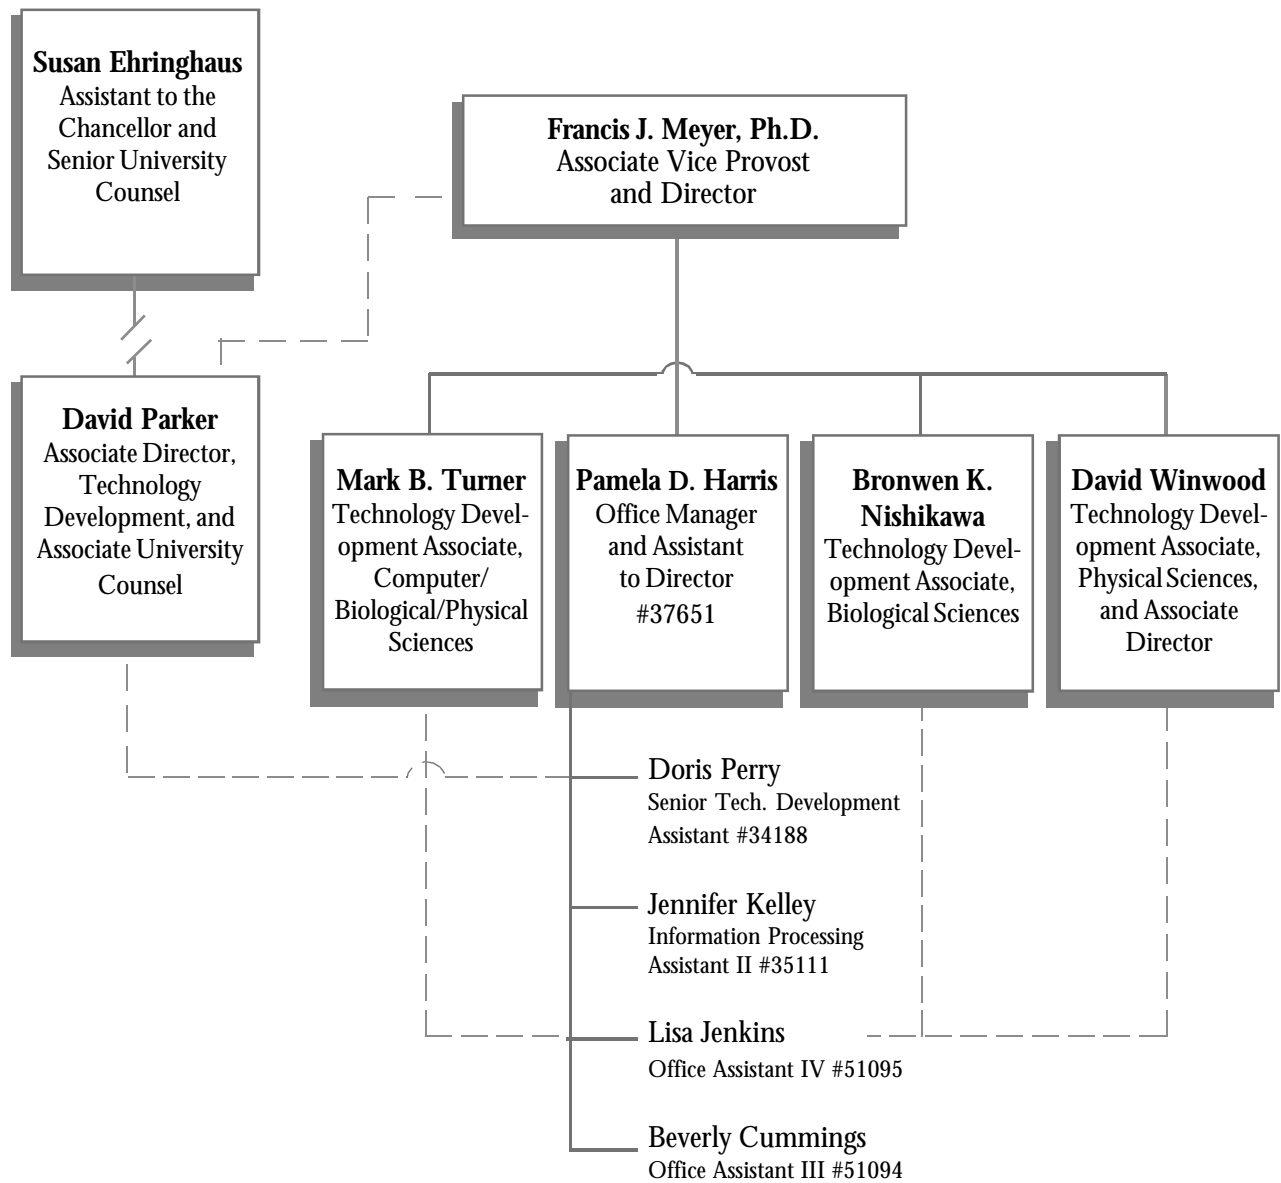 Susan Ehringhaus
Assistant to the
Chancellor and
Senior University
Counsel
Francis J. Meyer, Ph.D.
Associate Vice Provost
and Director
David Parker
Associate Director,
Technology
Development, and
Associate University
Counsel
Mark B. Turner
Technology Devel-
opment Associate,
Computer/
Biological/Physical
Sciences
Pamela D. Harris
Office Manager
and Assistant
to Director
#37651
Bronwen K.
Nishikawa
Technology Devel-
opment Associate,
Biological Sciences
David Winwood
Technology Devel-
opment Associate,
Physical Sciences,
and Associate
Director
Doris Perry
Senior Tech. Development
Assistant #34188
Jennifer Kelley
Information Processing
Assistant II #35111
Lisa Jenkins
Office Assistant IV #51095
Beverly Cummings
Office Assistant III #51094